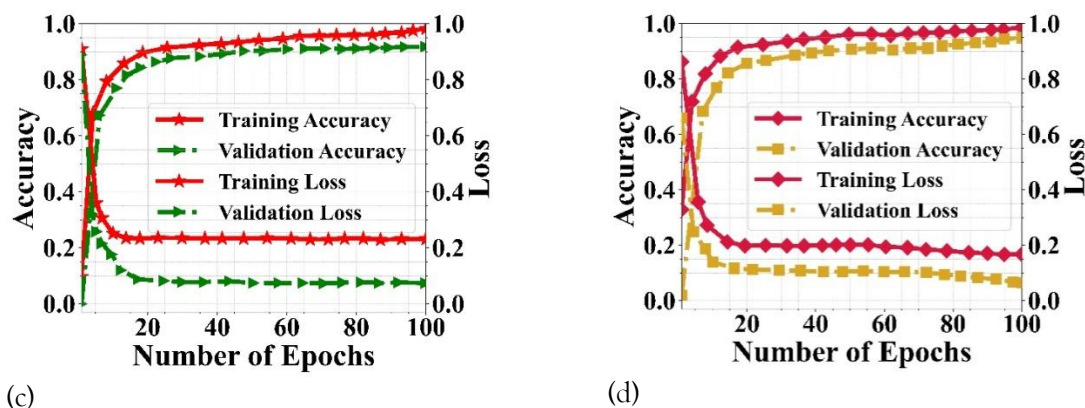 1.0
0.8
0.6
0.4
0.2
0.0
Accuracy
Training Accuracy
Validation Accuracy
Training Loss
Validation Loss
1.0
0.8
0.6
0.4
0.2
0.0
Loss
20 40 60 80 100
Number of Epochs
(c)
1.0
0.8
0.6
0.4
0.2
0.0
Accuracy
Training Accuracy
Validation Accuracy
Training Loss
Validation Loss
1.0
0.8
0.6
0.4
0.2
0.0
Loss
20 40 60 80 100
Number of Epochs
(d)